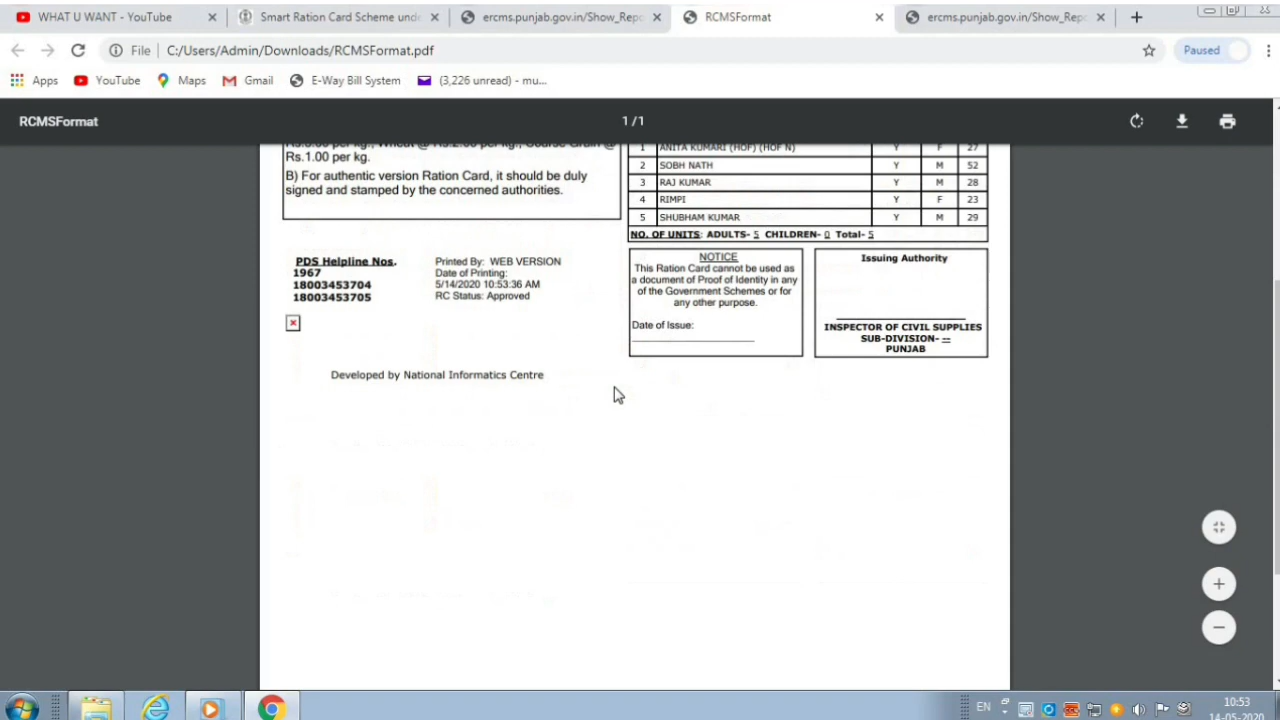 WHAT U WANT - YouTube
Smart Ration Card Scheme unde
ercms.punjab.gov.in/Show_Repo
RCMSFormat
ercms.punjab.gov.in/Show_Repo
File | C:/Users/Admin/Downloads/RCMSFormat.pdf
Paused
Apps
YouTube
Maps
Gmail
E-Way Bill System
(3,226 unread) - mu...
RCMSFormat
1 / 1
Rs.1.00 per kg.
B) For authentic version Ration Card, it should be duly
signed and stamped by the concerned authorities.
1 ANITA KUMARI (HOF) (HOF N) Y F 27
2 SOBH NATH Y M 52
3 RAJ KUMAR Y M 28
4 RIMPI Y F 23
5 SHUBHAM KUMAR Y M 29
NO. OF UNITS: ADULTS- 5 CHILDREN- 0 Total- 5
PDS Helpline Nos.
1967
18003453704
18003453705
Printed By: WEB VERSION
Date of Printing:
5/14/2020 10:53:36 AM
RC Status: Approved
NOTICE
This Ration Card cannot be used as
a document of Proof of Identity in any
of the Government Schemes or for
any other purpose.
Date of Issue:
Issuing Authority
INSPECTOR OF CIVIL SUPPLIES
SUB-DIVISION- --
PUNJAB
Developed by National Informatics Centre
EN
10:53
14-05-2020